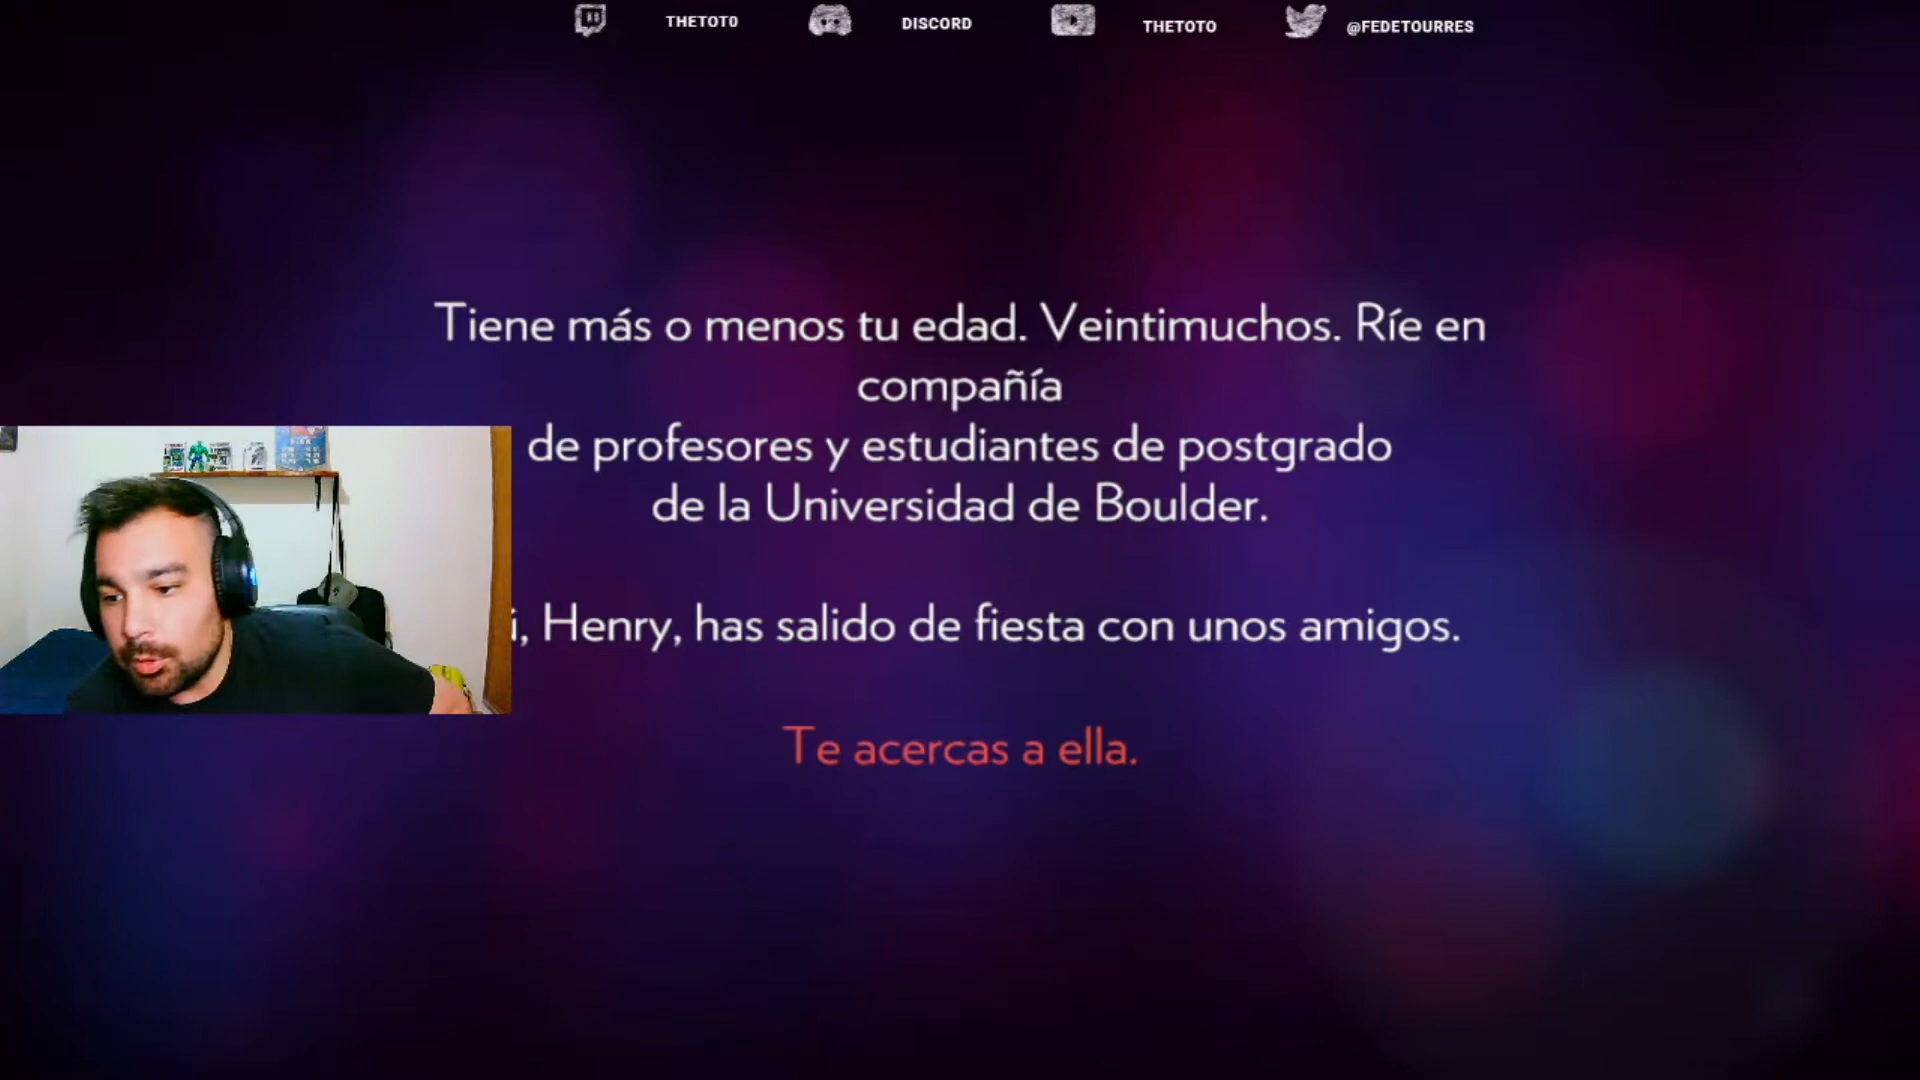 THETOTO
DISCORD
THETOTO
@FEDETOURRES
Tiene más o menos tu edad. Veintimuchos. Ríe en
compañía
de profesores y estudiantes de postgrado
de la Universidad de Boulder.
, Henry, has salido de fiesta con unos amigos.
Te acercas a ella.